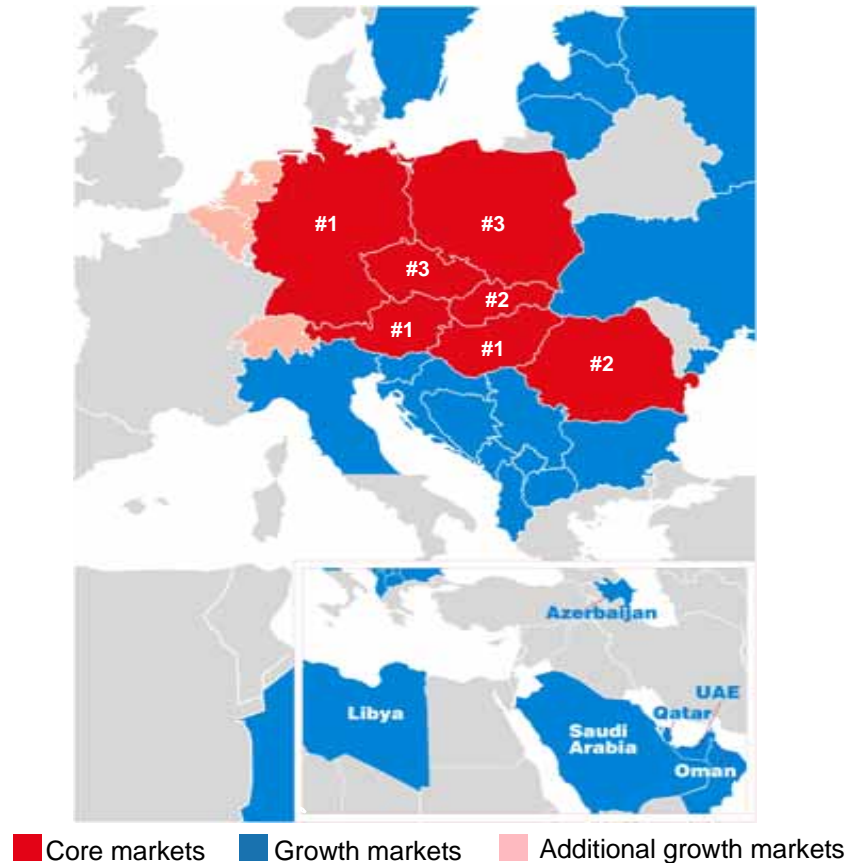 #1
#3
#3
#2
#1
#1
#2
Azerbaijan
UAE
Libya
Qatar
Saudi
Arabia
Oman
Core markets
Growth markets
Additional growth markets